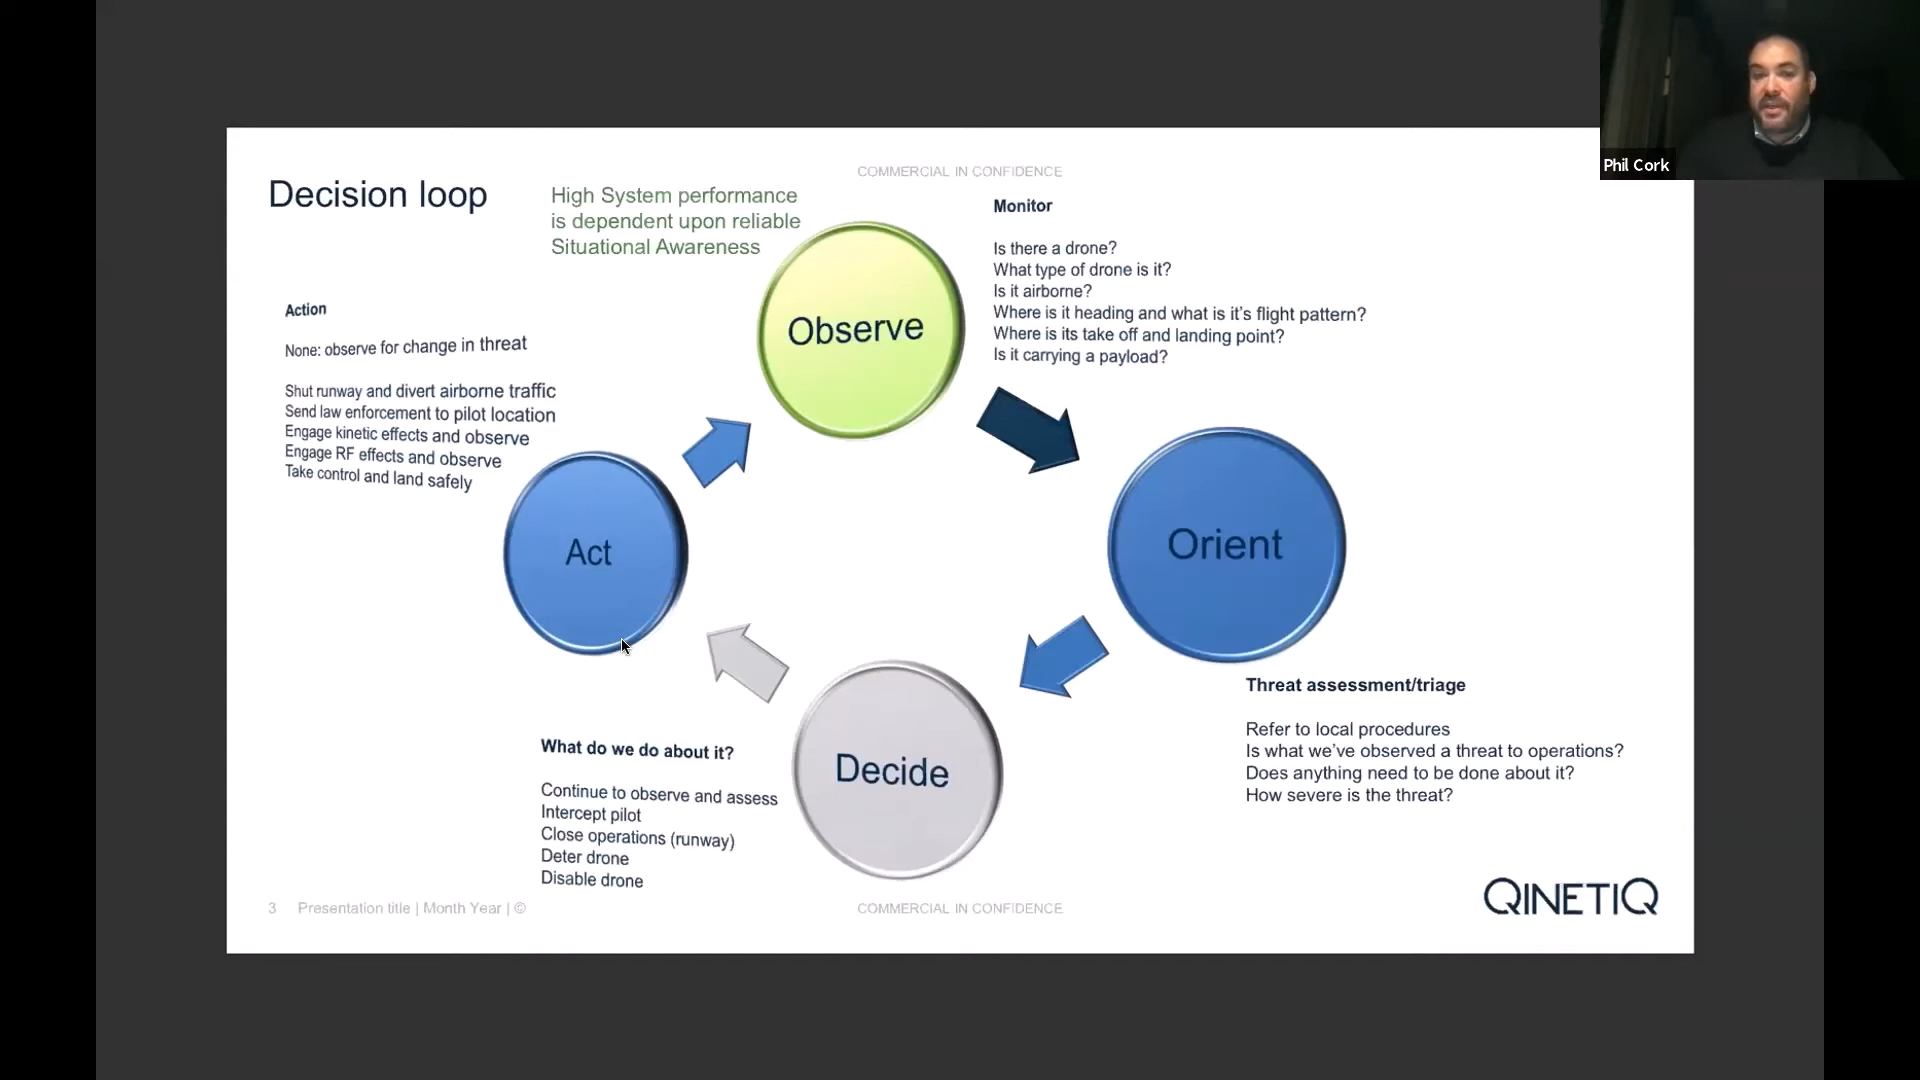 Phil Cork
COMMERCIAL IN CONFIDENCE
Decision loop
High System performance
is dependent upon reliable
Situational Awareness
Observe
Monitor
Is there a drone?
What type of drone is it?
Is it airborne?
Where is it heading and what is it's flight pattern?
Where is its take off and landing point?
Is it carrying a payload?
Action
None: observe for change in threat
Shut runway and divert airborne traffic
Send law enforcement to pilot location
Engage kinetic effects and observe
Engage RF effects and observe
Take control and land safely
Act
Orient
Threat assessment/triage
Refer to local procedures
Is what we've observed a threat to operations?
Does anything need to be done about it?
How severe is the threat?
Decide
What do we do about it?
Continue to observe and assess
Intercept pilot
Close operations (runway)
Deter drone
Disable drone
3 Presentation title | Month Year | ©
COMMERCIAL IN CONFIDENCE
QINETIQ